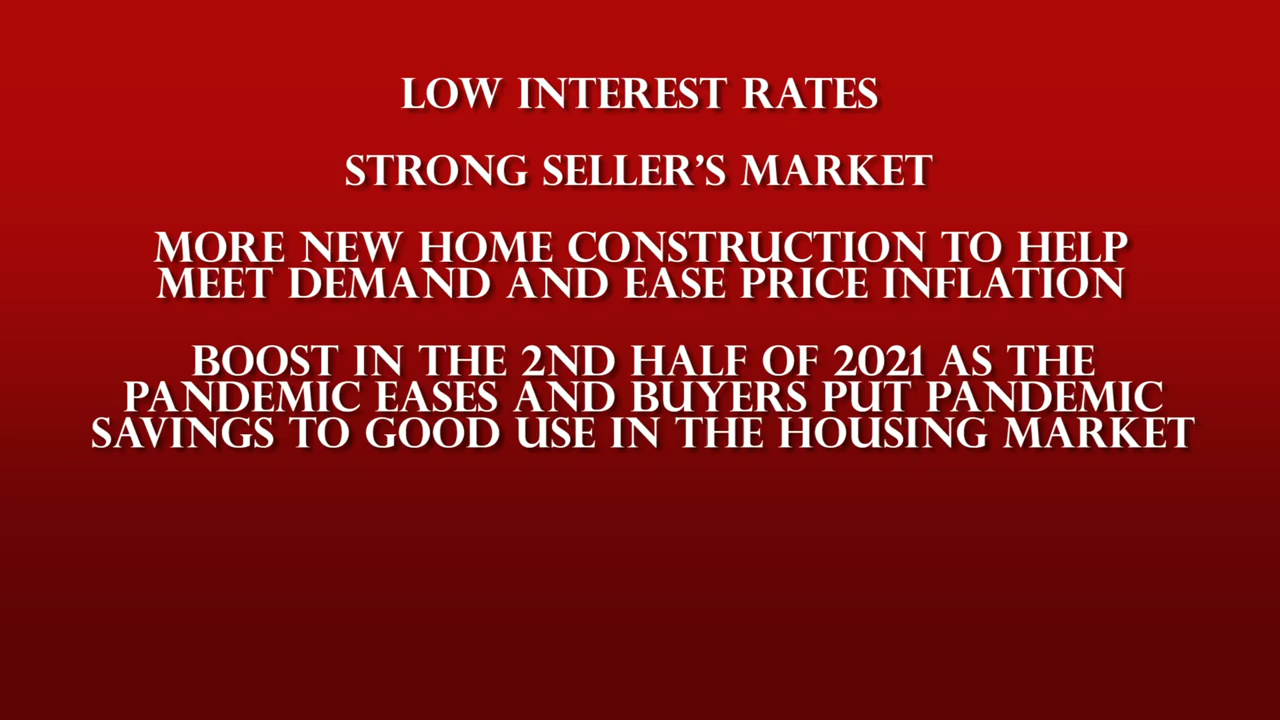 LOW INTEREST RATES
STRONG SELLER'S MARKET
MORE NEW HOME CONSTRUCTION TO HELP
MEET DEMAND AND EASE PRICE INFLATION
BOOST IN THE 2ND HALF OF 2021 AS THE
PANDEMIC EASES AND BUYERS PUT PANDEMIC
SAVINGS TO GOOD USE IN THE HOUSING MARKET